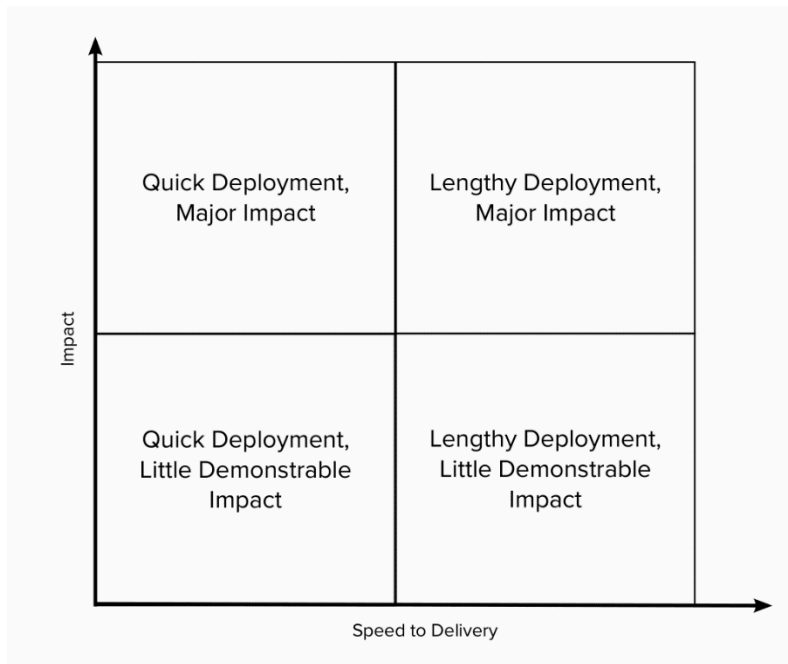 Quick Deployment,
Major Impact
Lengthy Deployment,
Major Impact
Impact
Quick Deployment,
Little Demonstrable
Impact
Lengthy Deployment,
Little Demonstrable
Impact
Speed to Delivery